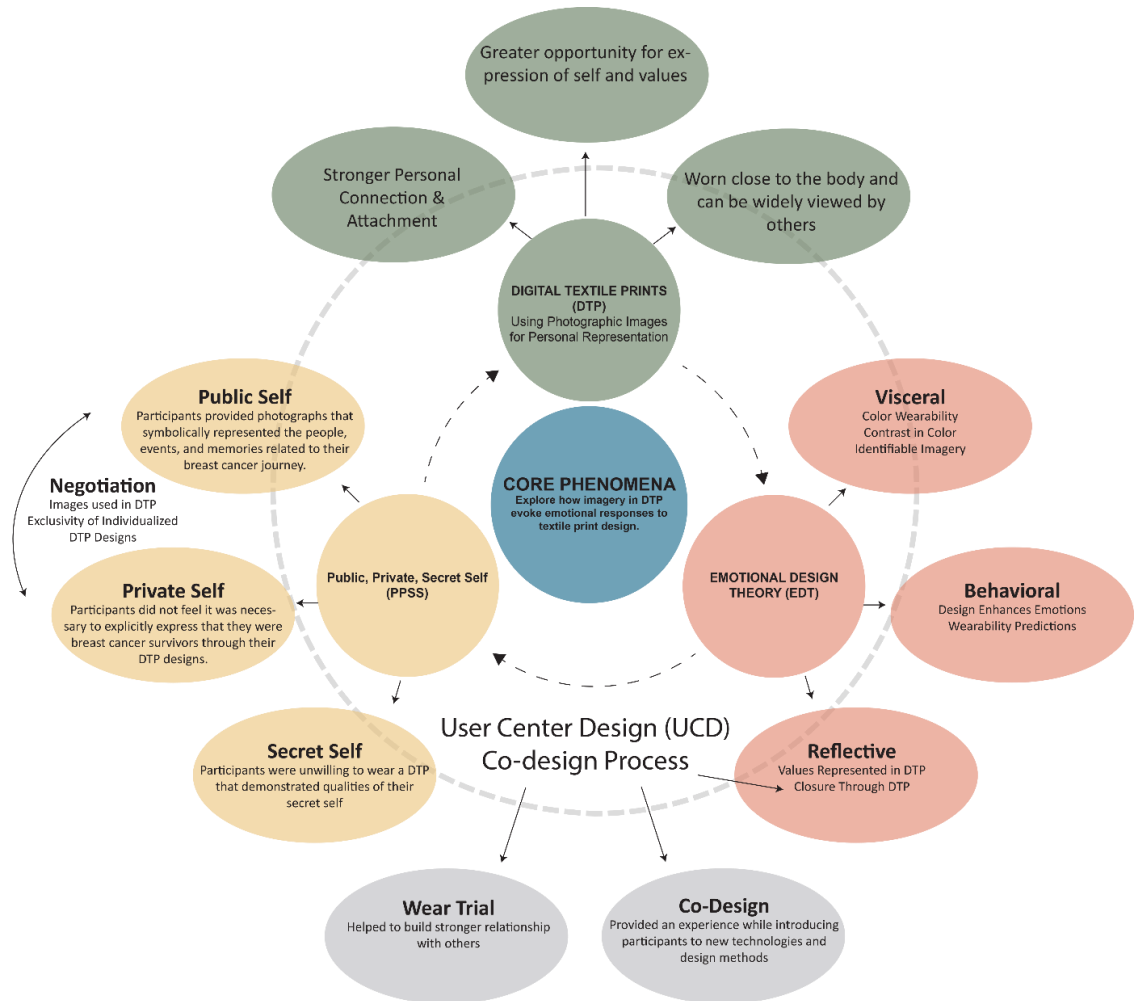 Greater opportunity for ex-
pression of self and values
Stronger Personal
Connection &
Attachment
Worn close to the body and
can be widely viewed by
others
DIGITAL TEXTILE PRINTS
(DTP)
Using Photographic Images
for Personal Representation
Public Self
Participants provided photographs that
symbolically represented the people,
events, and memories related to their
breast cancer journey.
Visceral
Color Wearability
Contrast in Color
Identifiable Imagery
Negotiation
Images used in DTP
Exclusivity of Individualized
DTP Designs
CORE PHENOMENA
Explore how imagery in DTP
evoke emotional responses to
textile print design.
Private Self
Participants did not feel it was neces-
sary to explicitly express that they were
breast cancer survivors through their
DTP designs.
Public, Private, Secret Self
(PPSS)
EMOTIONAL DESIGN
THEORY (EDT)
Behavioral
Design Enhances Emotions
Wearability Predictions
Secret Self
Participants were unwilling to wear a DTP
that demonstrated qualities of their
secret self
User Center Design (UCD)
Co-design Process
Reflective
Values Represented in DTP
Closure Through DTP
Wear Trial
Helped to build stronger relationship
with others
Co-Design
Provided an experience while introducing
participants to new technologies and
design methods